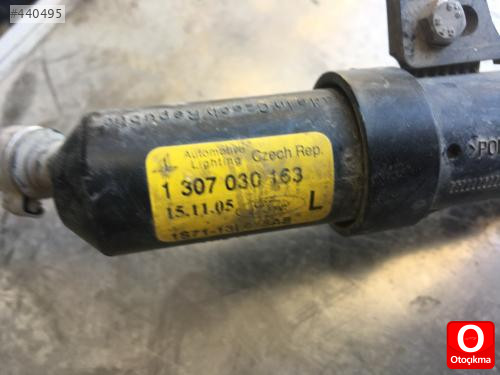 #440495
Automotive Lighting Czech Rep.
1 307 030 163
15.11.05
L
O
Otoçıkma